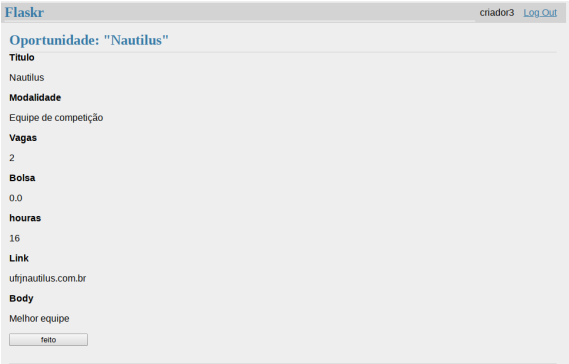 Flaskr
criador3 Log Out
Oportunidade: "Nautilus"
Titulo
Nautilus
Modalidade
Equipe de competição
Vagas
2
Bolsa
0.0
houras
16
Link
ufrjnautilus.com.br
Body
Melhor equipe
feito